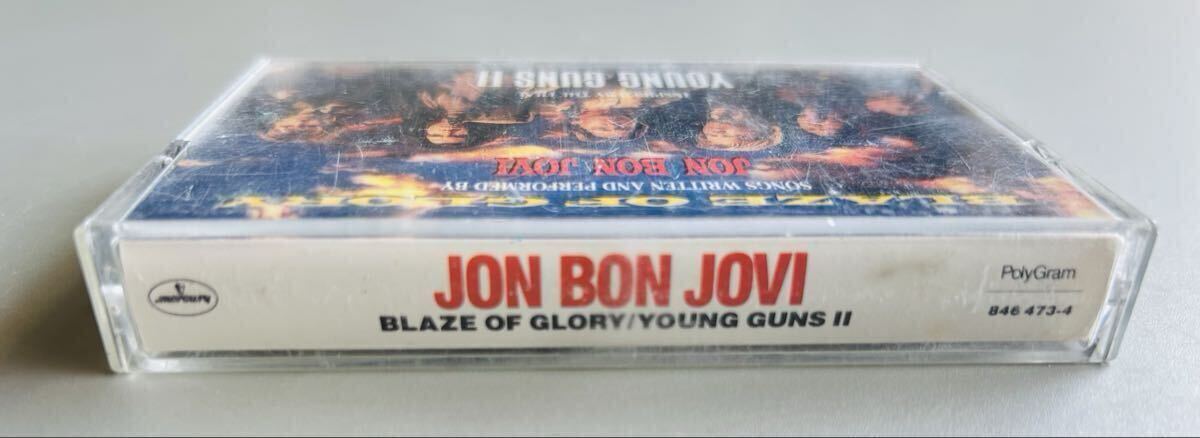 YOUNG GUNS II
JON BON JOVI
SONGS WRITTEN AND PERFORMED BY
BLAZE OF GLORY
mercury
JON BON JOVI
BLAZE OF GLORY/YOUNG GUNS II
PolyGram
846 473-4